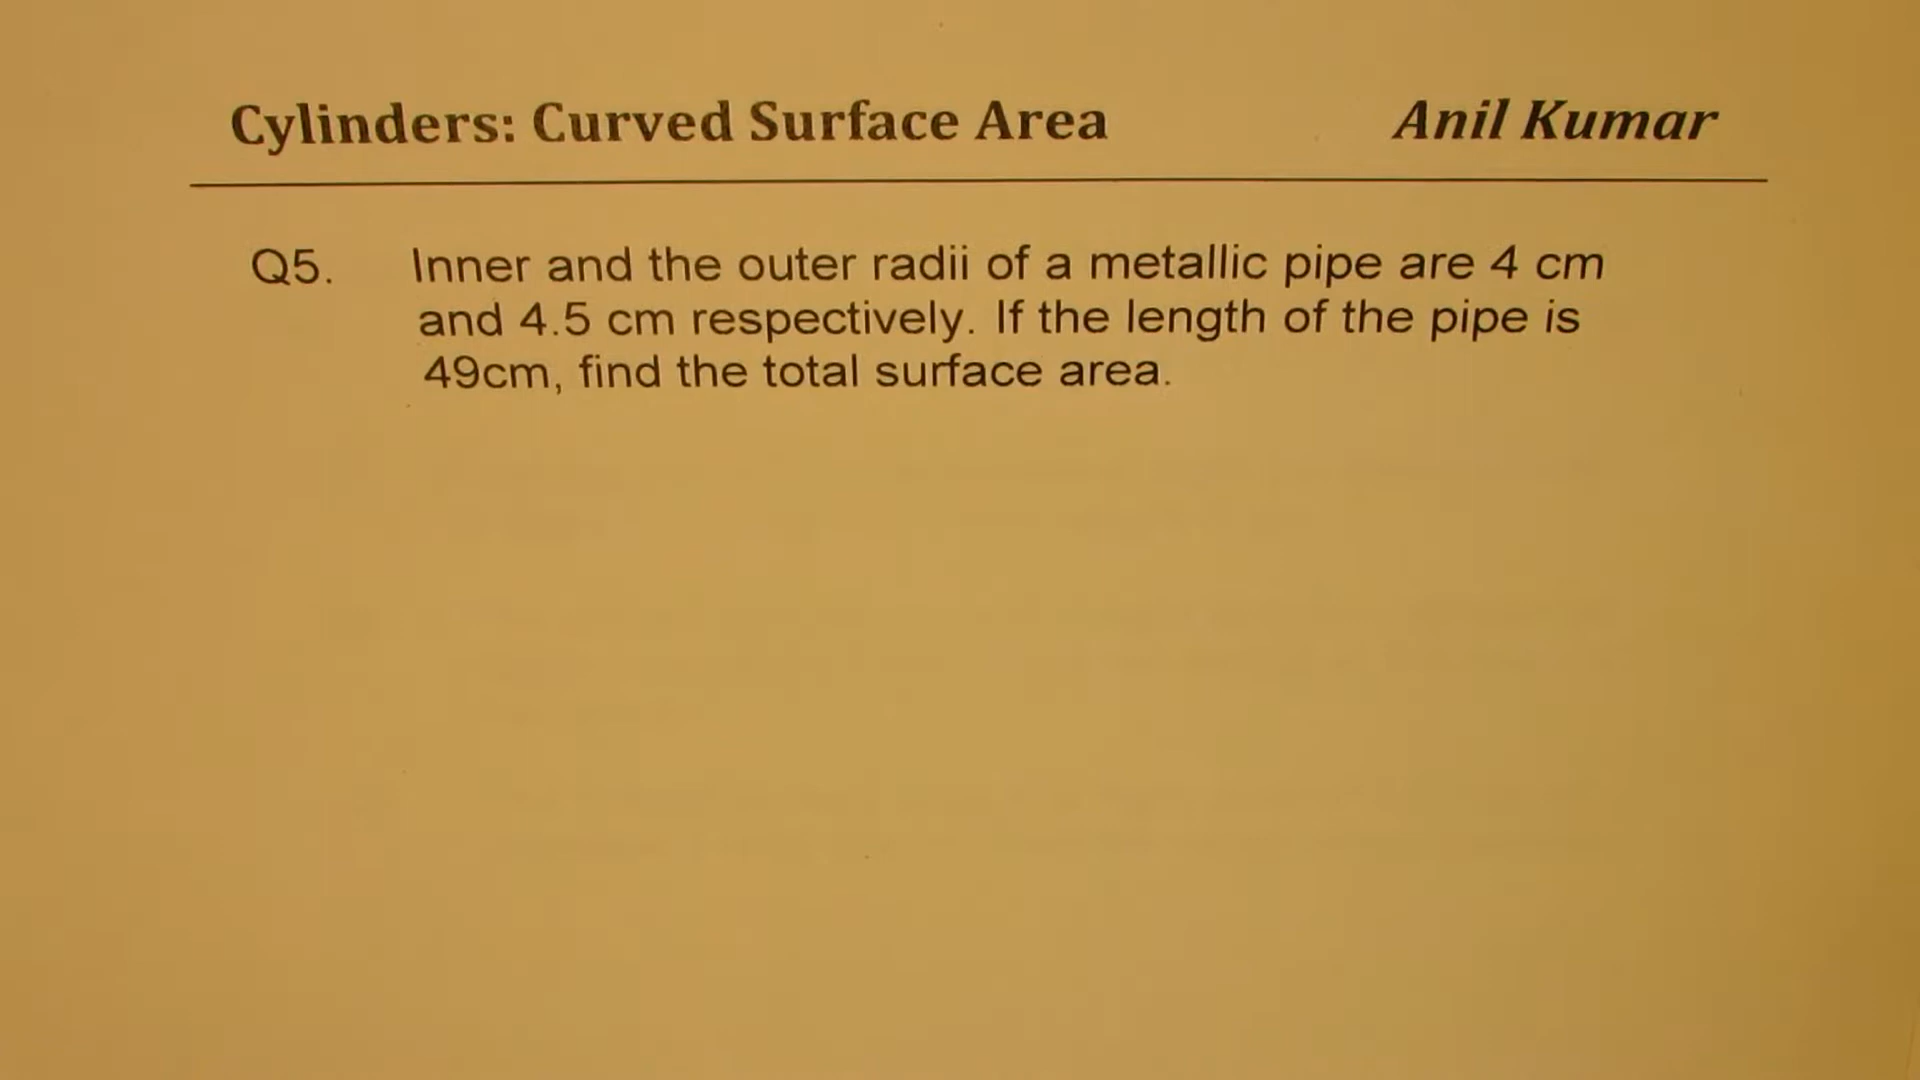 Cylinders: Curved Surface Area Anil Kumar
Q5. Inner and the outer radii of a metallic pipe are 4 cm
and 4.5 cm respectively. If the length of the pipe is
49cm, find the total surface area.